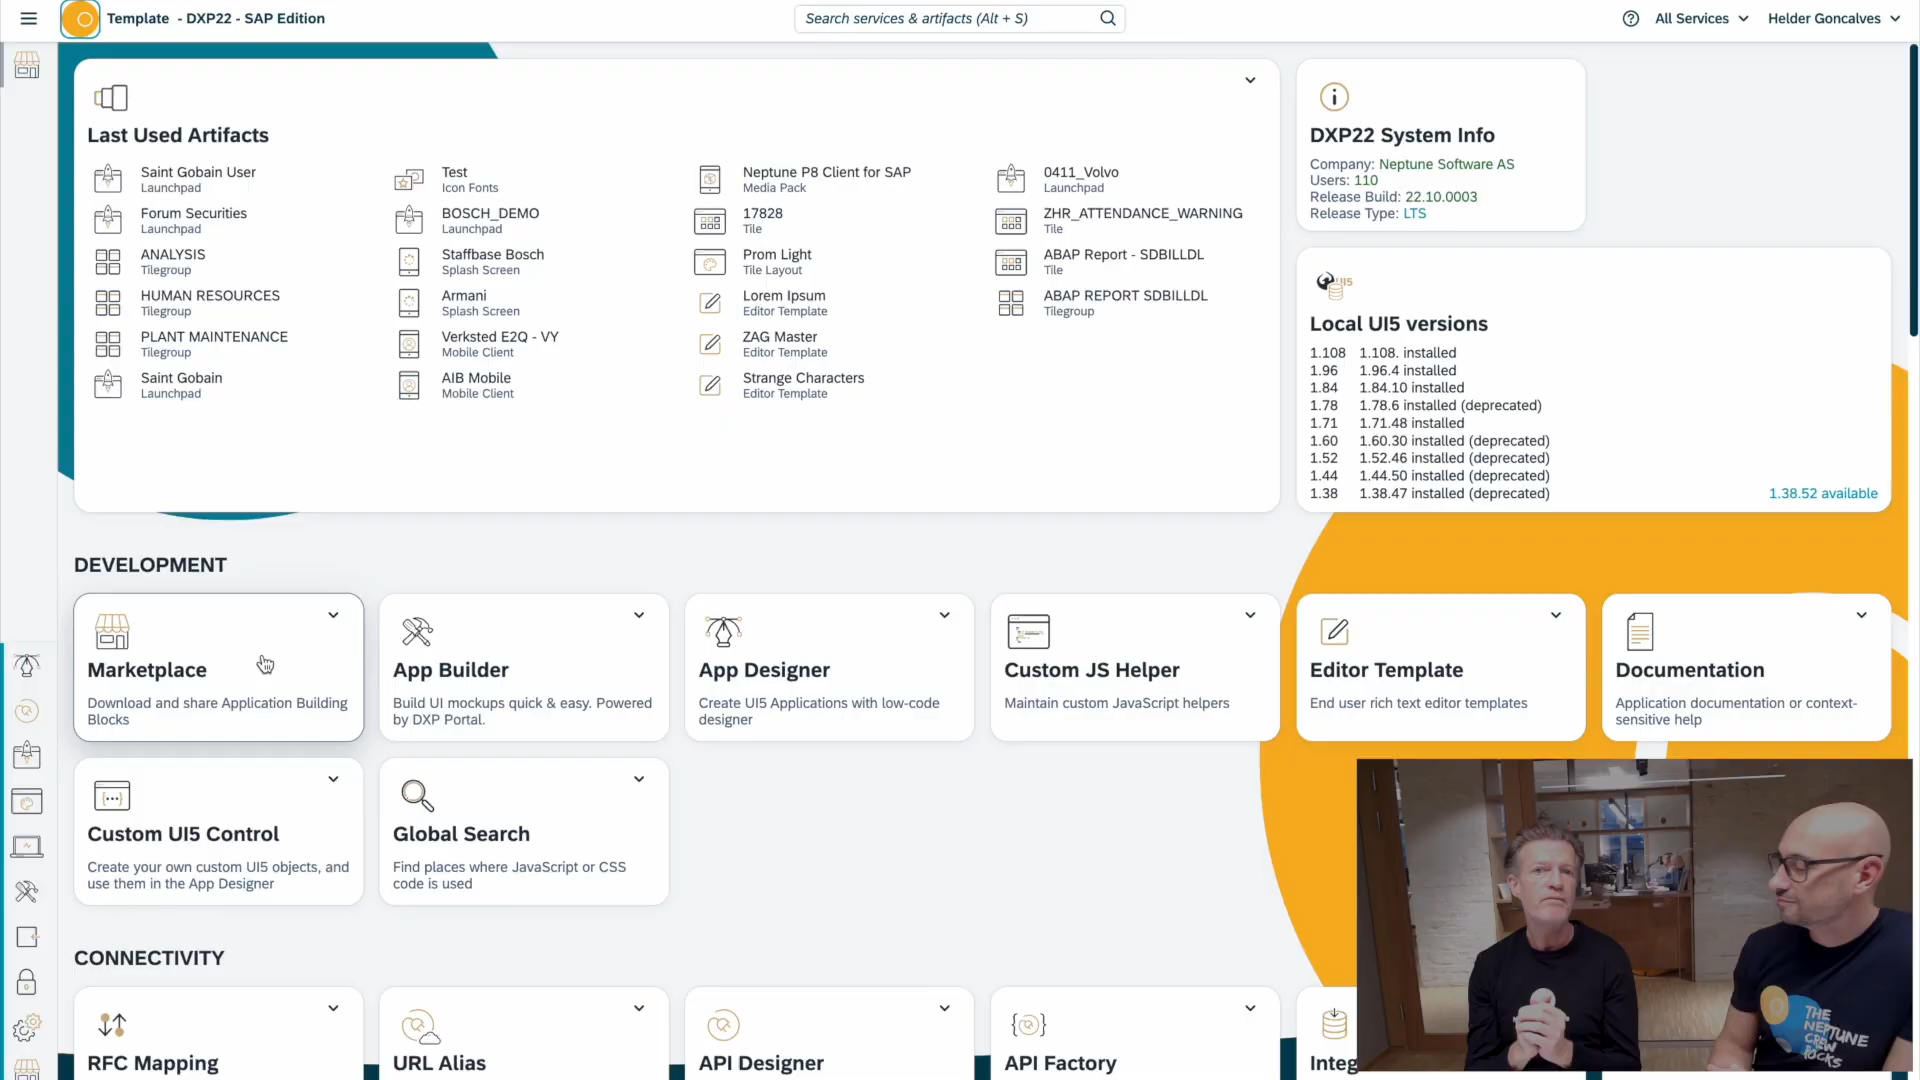 Template - DXP22 - SAP Edition
Search services & artifacts (Alt + S)
All Services
Helder Goncalves
Last Used Artifacts
Saint Gobain User
Launchpad
Forum Securities
Launchpad
ANALYSIS
Tilegroup
HUMAN RESOURCES
Tilegroup
PLANT MAINTENANCE
Tilegroup
Saint Gobain
Launchpad
Test
Icon Fonts
BOSCH_DEMO
Launchpad
Staffbase Bosch
Splash Screen
Armani
Splash Screen
Verksted E2Q - VY
Mobile Client
AIB Mobile
Mobile Client
Neptune P8 Client for SAP
Media Pack
17828
Tile
Prom Light
Tile Layout
Lorem Ipsum
Editor Template
ZAG Master
Editor Template
Strange Characters
Editor Template
0411_Volvo
Launchpad
ZHR_ATTENDANCE_WARNING
Tile
ABAP Report - SDBILLDL
Tile
ABAP REPORT SDBILLDL
Tilegroup
DXP22 System Info
Company: Neptune Software AS
Users: 110
Release Build: 22.10.0003
Release Type: LTS
UI5
Local UI5 versions
1.108 1.108. installed
1.96 1.96.4 installed
1.84 1.84.10 installed
1.78 1.78.6 installed (deprecated)
1.71 1.71.48 installed
1.60 1.60.30 installed (deprecated)
1.52 1.52.46 installed (deprecated)
1.44 1.44.50 installed (deprecated)
1.38 1.38.47 installed (deprecated) 1.38.52 available
DEVELOPMENT
Marketplace
Download and share Application Building
Blocks
App Builder
Build UI mockups quick & easy. Powered
by DXP Portal.
App Designer
Create UI5 Applications with low-code
designer
Custom JS Helper
Maintain custom JavaScript helpers
Editor Template
End user rich text editor templates
Documentation
Application documentation or context-
sensitive help
Custom UI5 Control
Create your own custom UI5 objects, and
use them in the App Designer
Global Search
Find places where JavaScript or CSS
code is used
CONNECTIVITY
RFC Mapping
URL Alias
API Designer
API Factory
Integ
THE
NEPTUNE
CREW
ROCKS